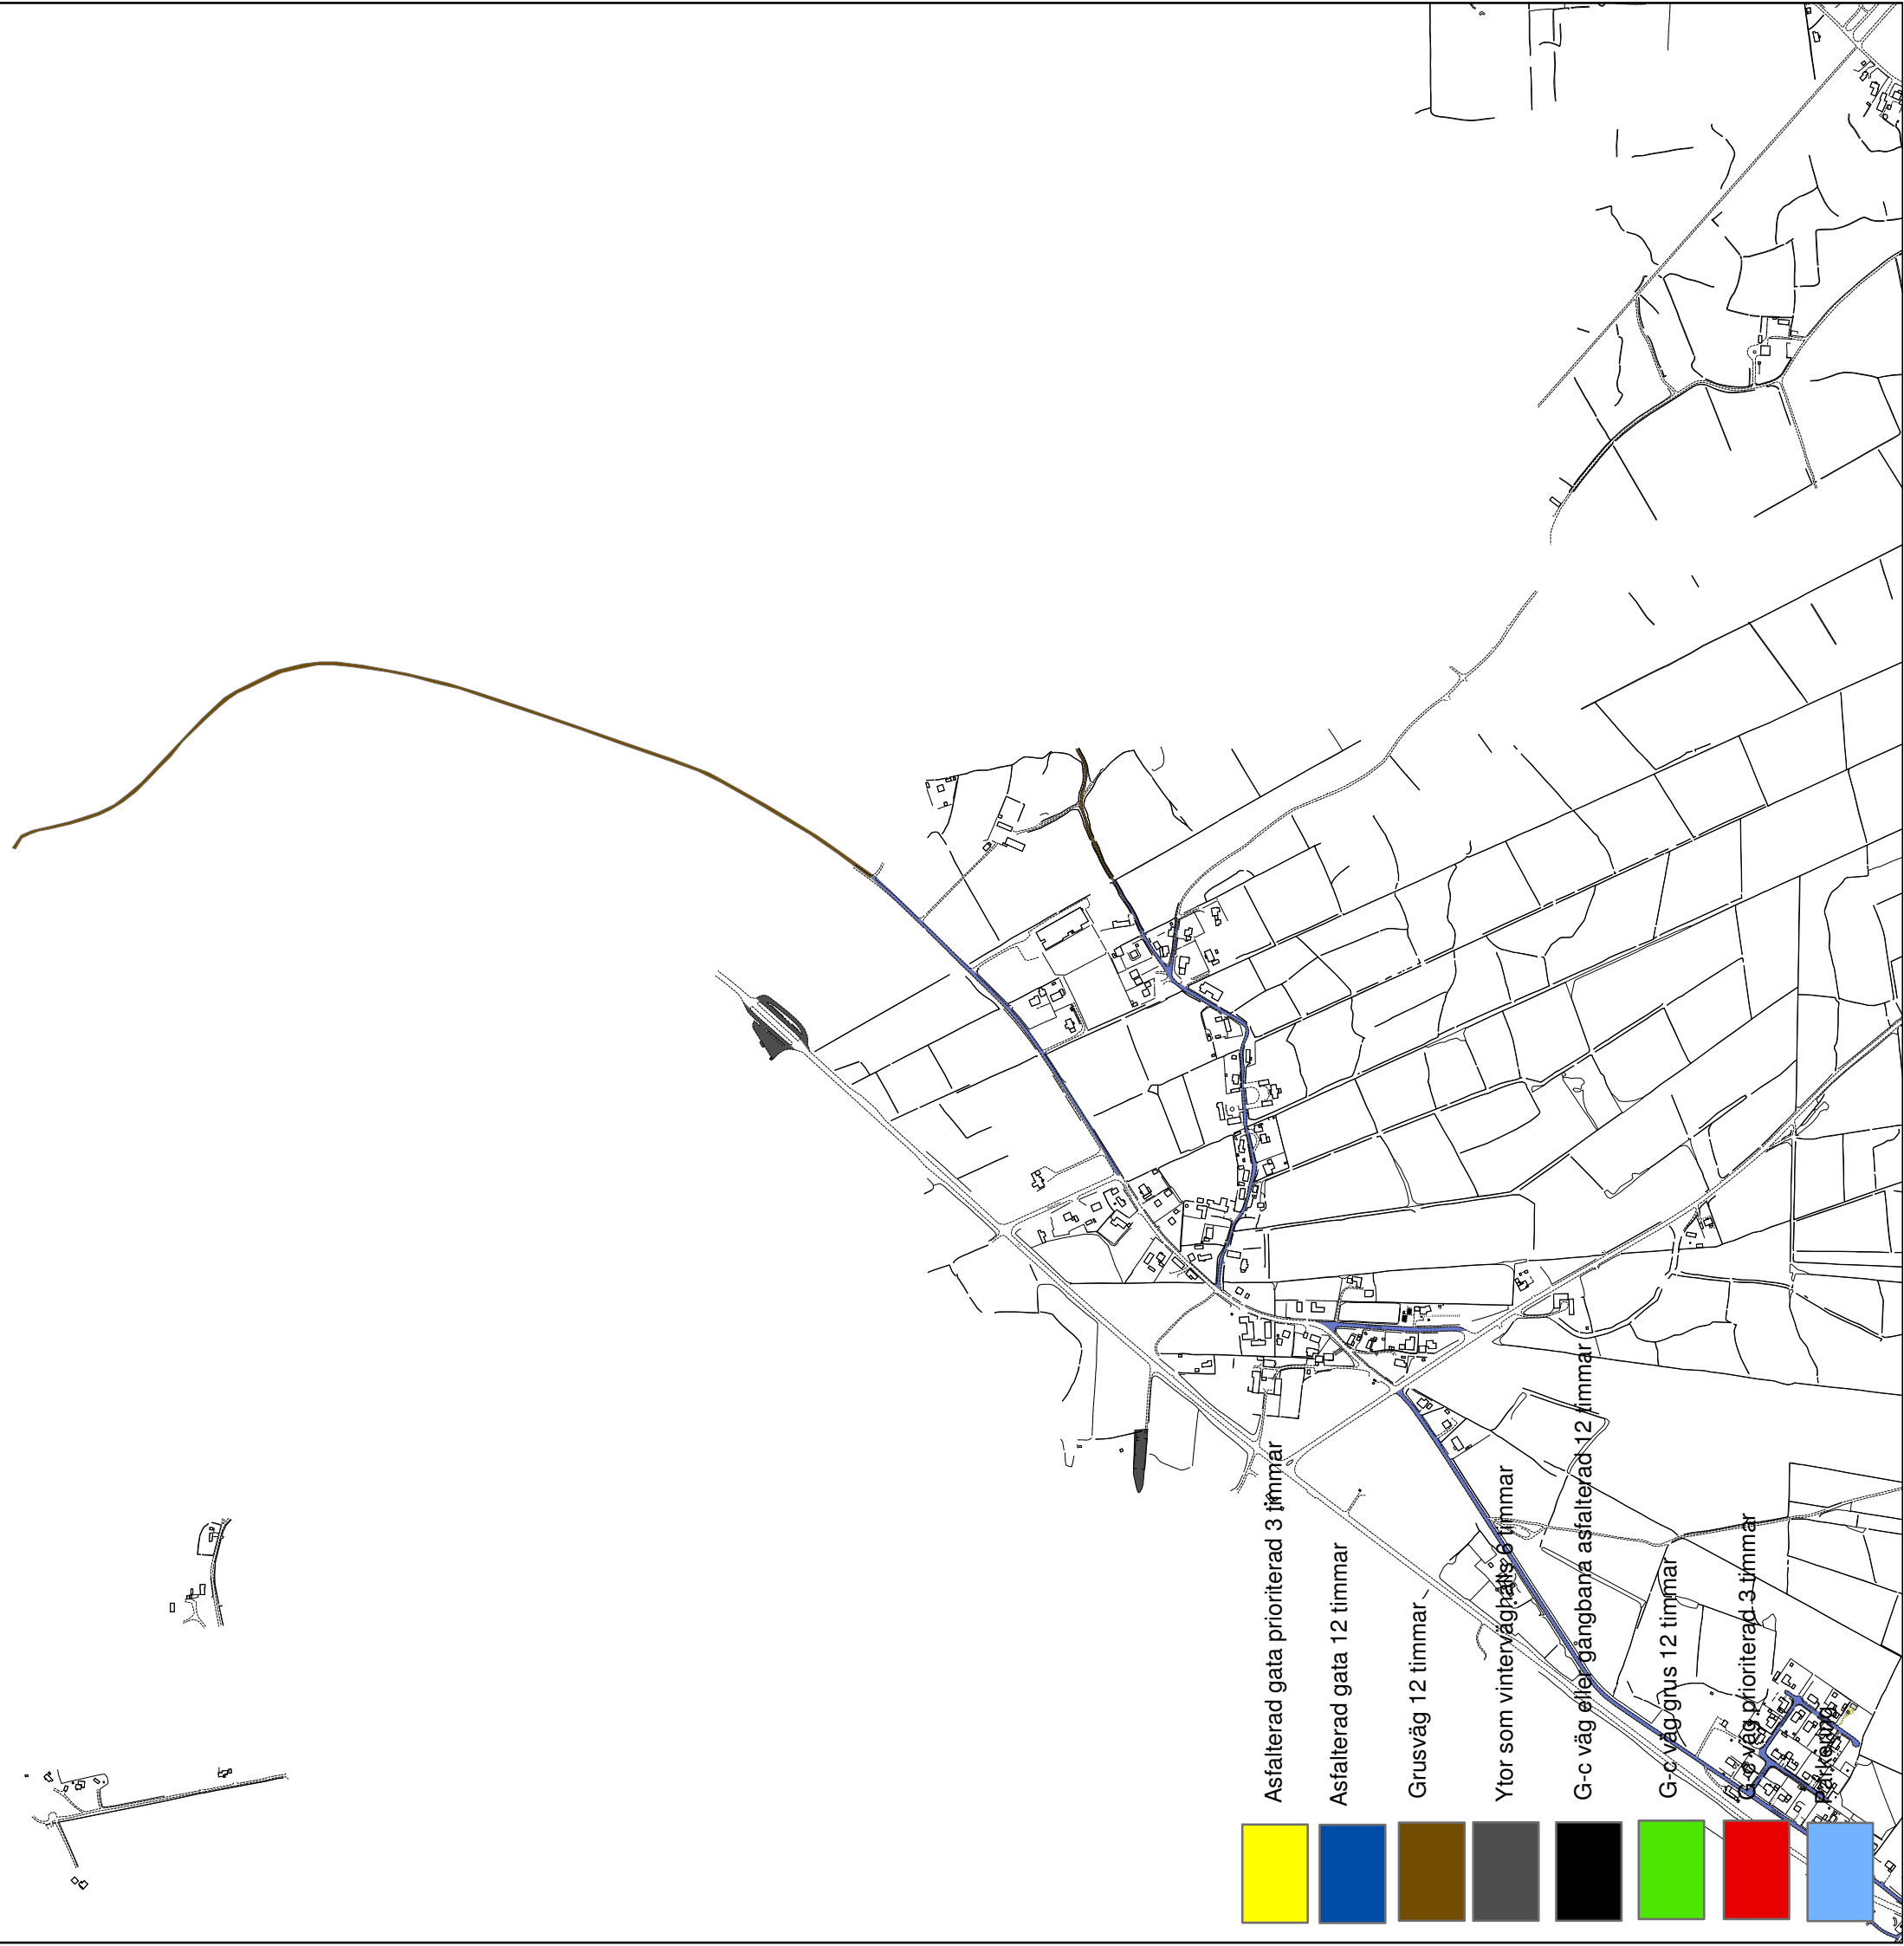 Asfalterad gata prioriterad 3 timmar
Asfalterad gata 12 timmar
Grusväg 12 timmar
Ytor som vinterväghålls 6 timmar
G-c väg eller gångbana asfalterad 12 timmar
G-c väg grus 12 timmar
G-c väg prioriterad 3 timmar
Parkering